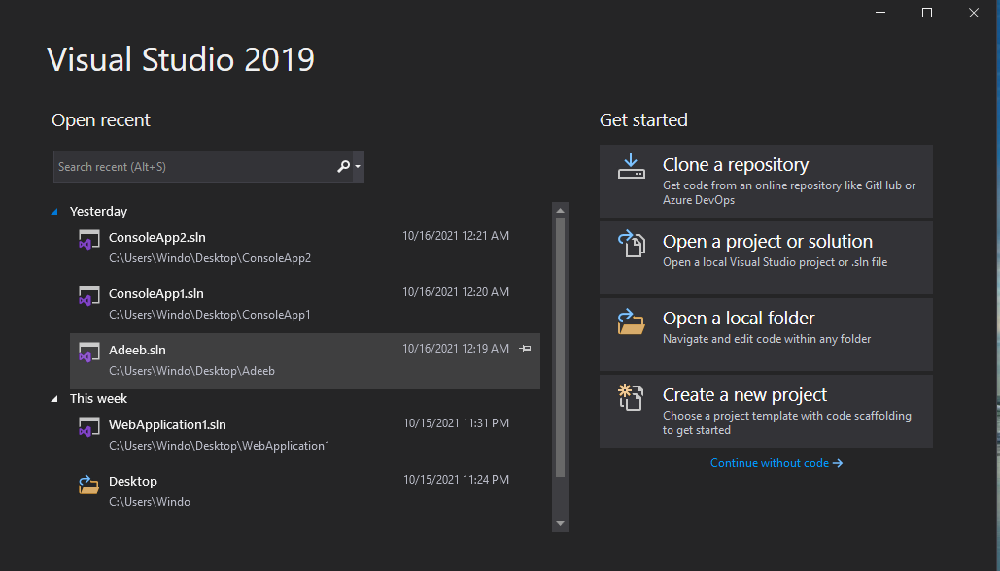 Visual Studio 2019
Open recent
Search recent (Alt+S)
Yesterday
ConsoleApp2.sln 10/16/2021 12:21 AM
C:\Users\Windo\Desktop\ConsoleApp2
ConsoleApp1.sln 10/16/2021 12:20 AM
C:\Users\Windo\Desktop\ConsoleApp1
Adeeb.sln 10/16/2021 12:19 AM
C:\Users\Windo\Desktop\Adeeb
This week
WebApplication1.sln 10/15/2021 11:31 PM
C:\Users\Windo\Desktop\WebApplication1
Desktop 10/15/2021 11:24 PM
C:\Users\Windo
Get started
Clone a repository
Get code from an online repository like GitHub or
Azure DevOps
Open a project or solution
Open a local Visual Studio project or .sln file
Open a local folder
Navigate and edit code within any folder
Create a new project
Choose a project template with code scaffolding
to get started
Continue without code